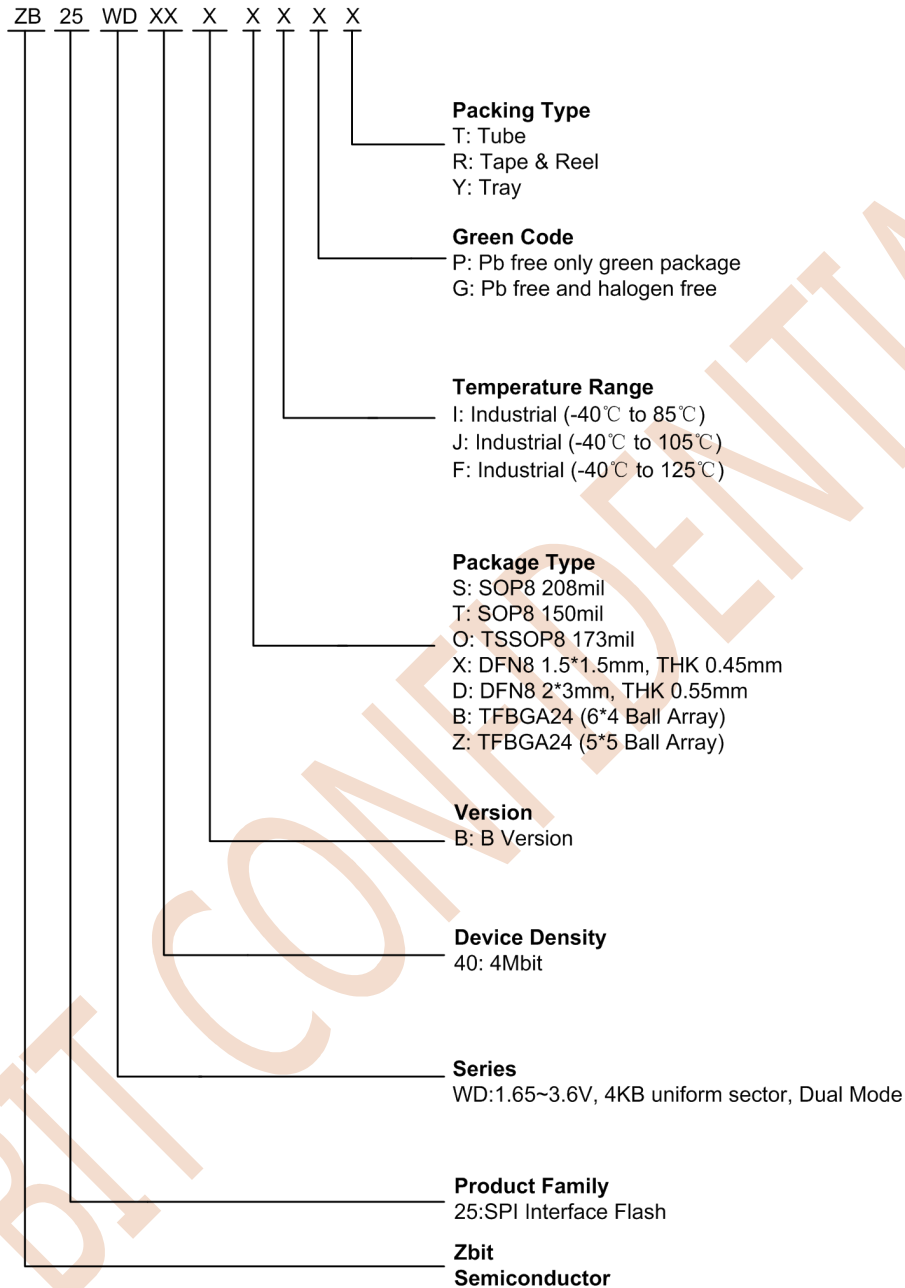 ZB 25 WD XX X X X X X
Packing Type
T: Tube
R: Tape & Reel
Y: Tray
Green Code
P: Pb free only green package
G: Pb free and halogen free
Temperature Range
I: Industrial (-40℃ to 85℃)
J: Industrial (-40℃ to 105℃)
F: Industrial (-40℃ to 125℃)
Package Type
S: SOP8 208mil
T: SOP8 150mil
O: TSSOP8 173mil
X: DFN8 1.5*1.5mm, THK 0.45mm
D: DFN8 2*3mm, THK 0.55mm
B: TFBGA24 (6*4 Ball Array)
Z: TFBGA24 (5*5 Ball Array)
Version
B: B Version
Device Density
40: 4Mbit
Series
WD:1.65~3.6V, 4KB uniform sector, Dual Mode
Product Family
25:SPI Interface Flash
Zbit
Semiconductor
BIT CONFIDENTIA